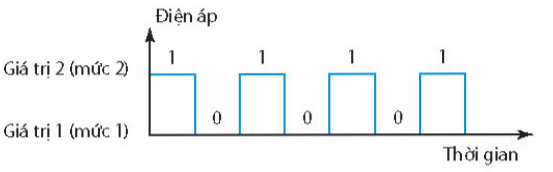 Điện áp
1 1 1 1
Giá trị 2 (mức 2)
0 0 0
Giá trị 1 (mức 1)
Thời gian